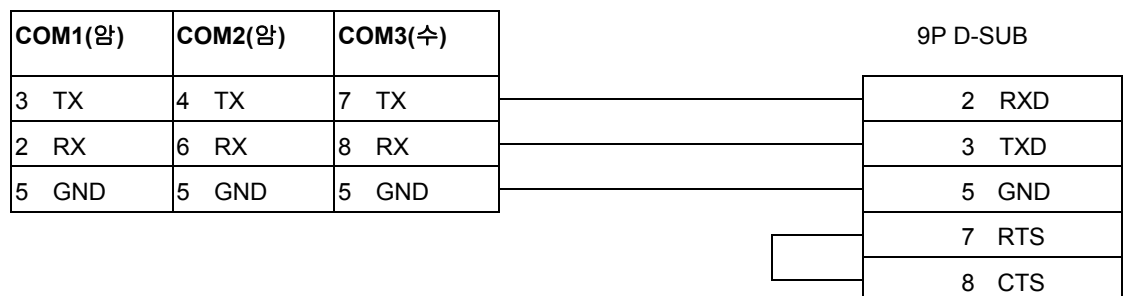 COM1(암) COM2(암) COM3(수) 9P D-SUB
3 TX 4 TX 7 TX 2 RXD
2 RX 6 RX 8 RX 3 TXD
5 GND 5 GND 5 GND 5 GND
7 RTS
8 CTS